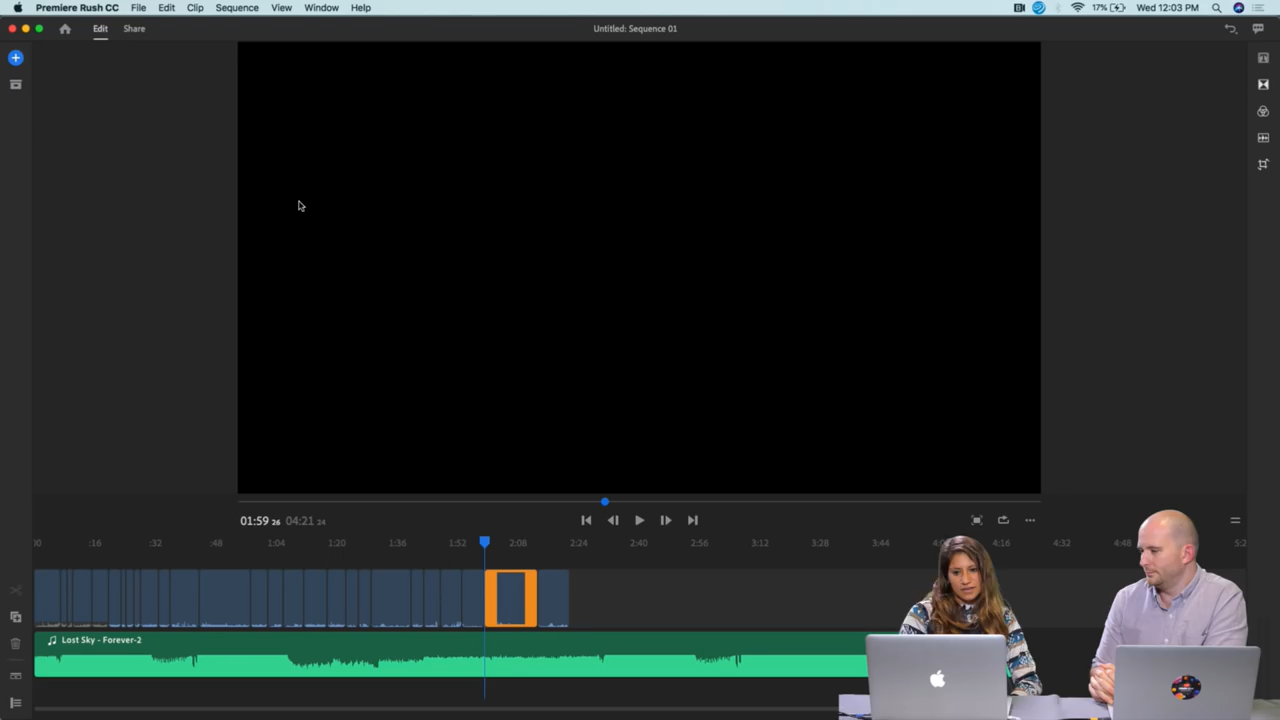 Premiere Rush CC File Edit Clip Sequence View Window Help 17% Wed 12:03 PM
Edit Share Untitled: Sequence 01
01:59 26 04:21 24
:16 :32 :48 1:04 1:20 1:36 1:52 2:08 2:24 2:40 2:56 3:12 3:28 3:44 4:16 4:32 4:48
Lost Sky - Forever-2